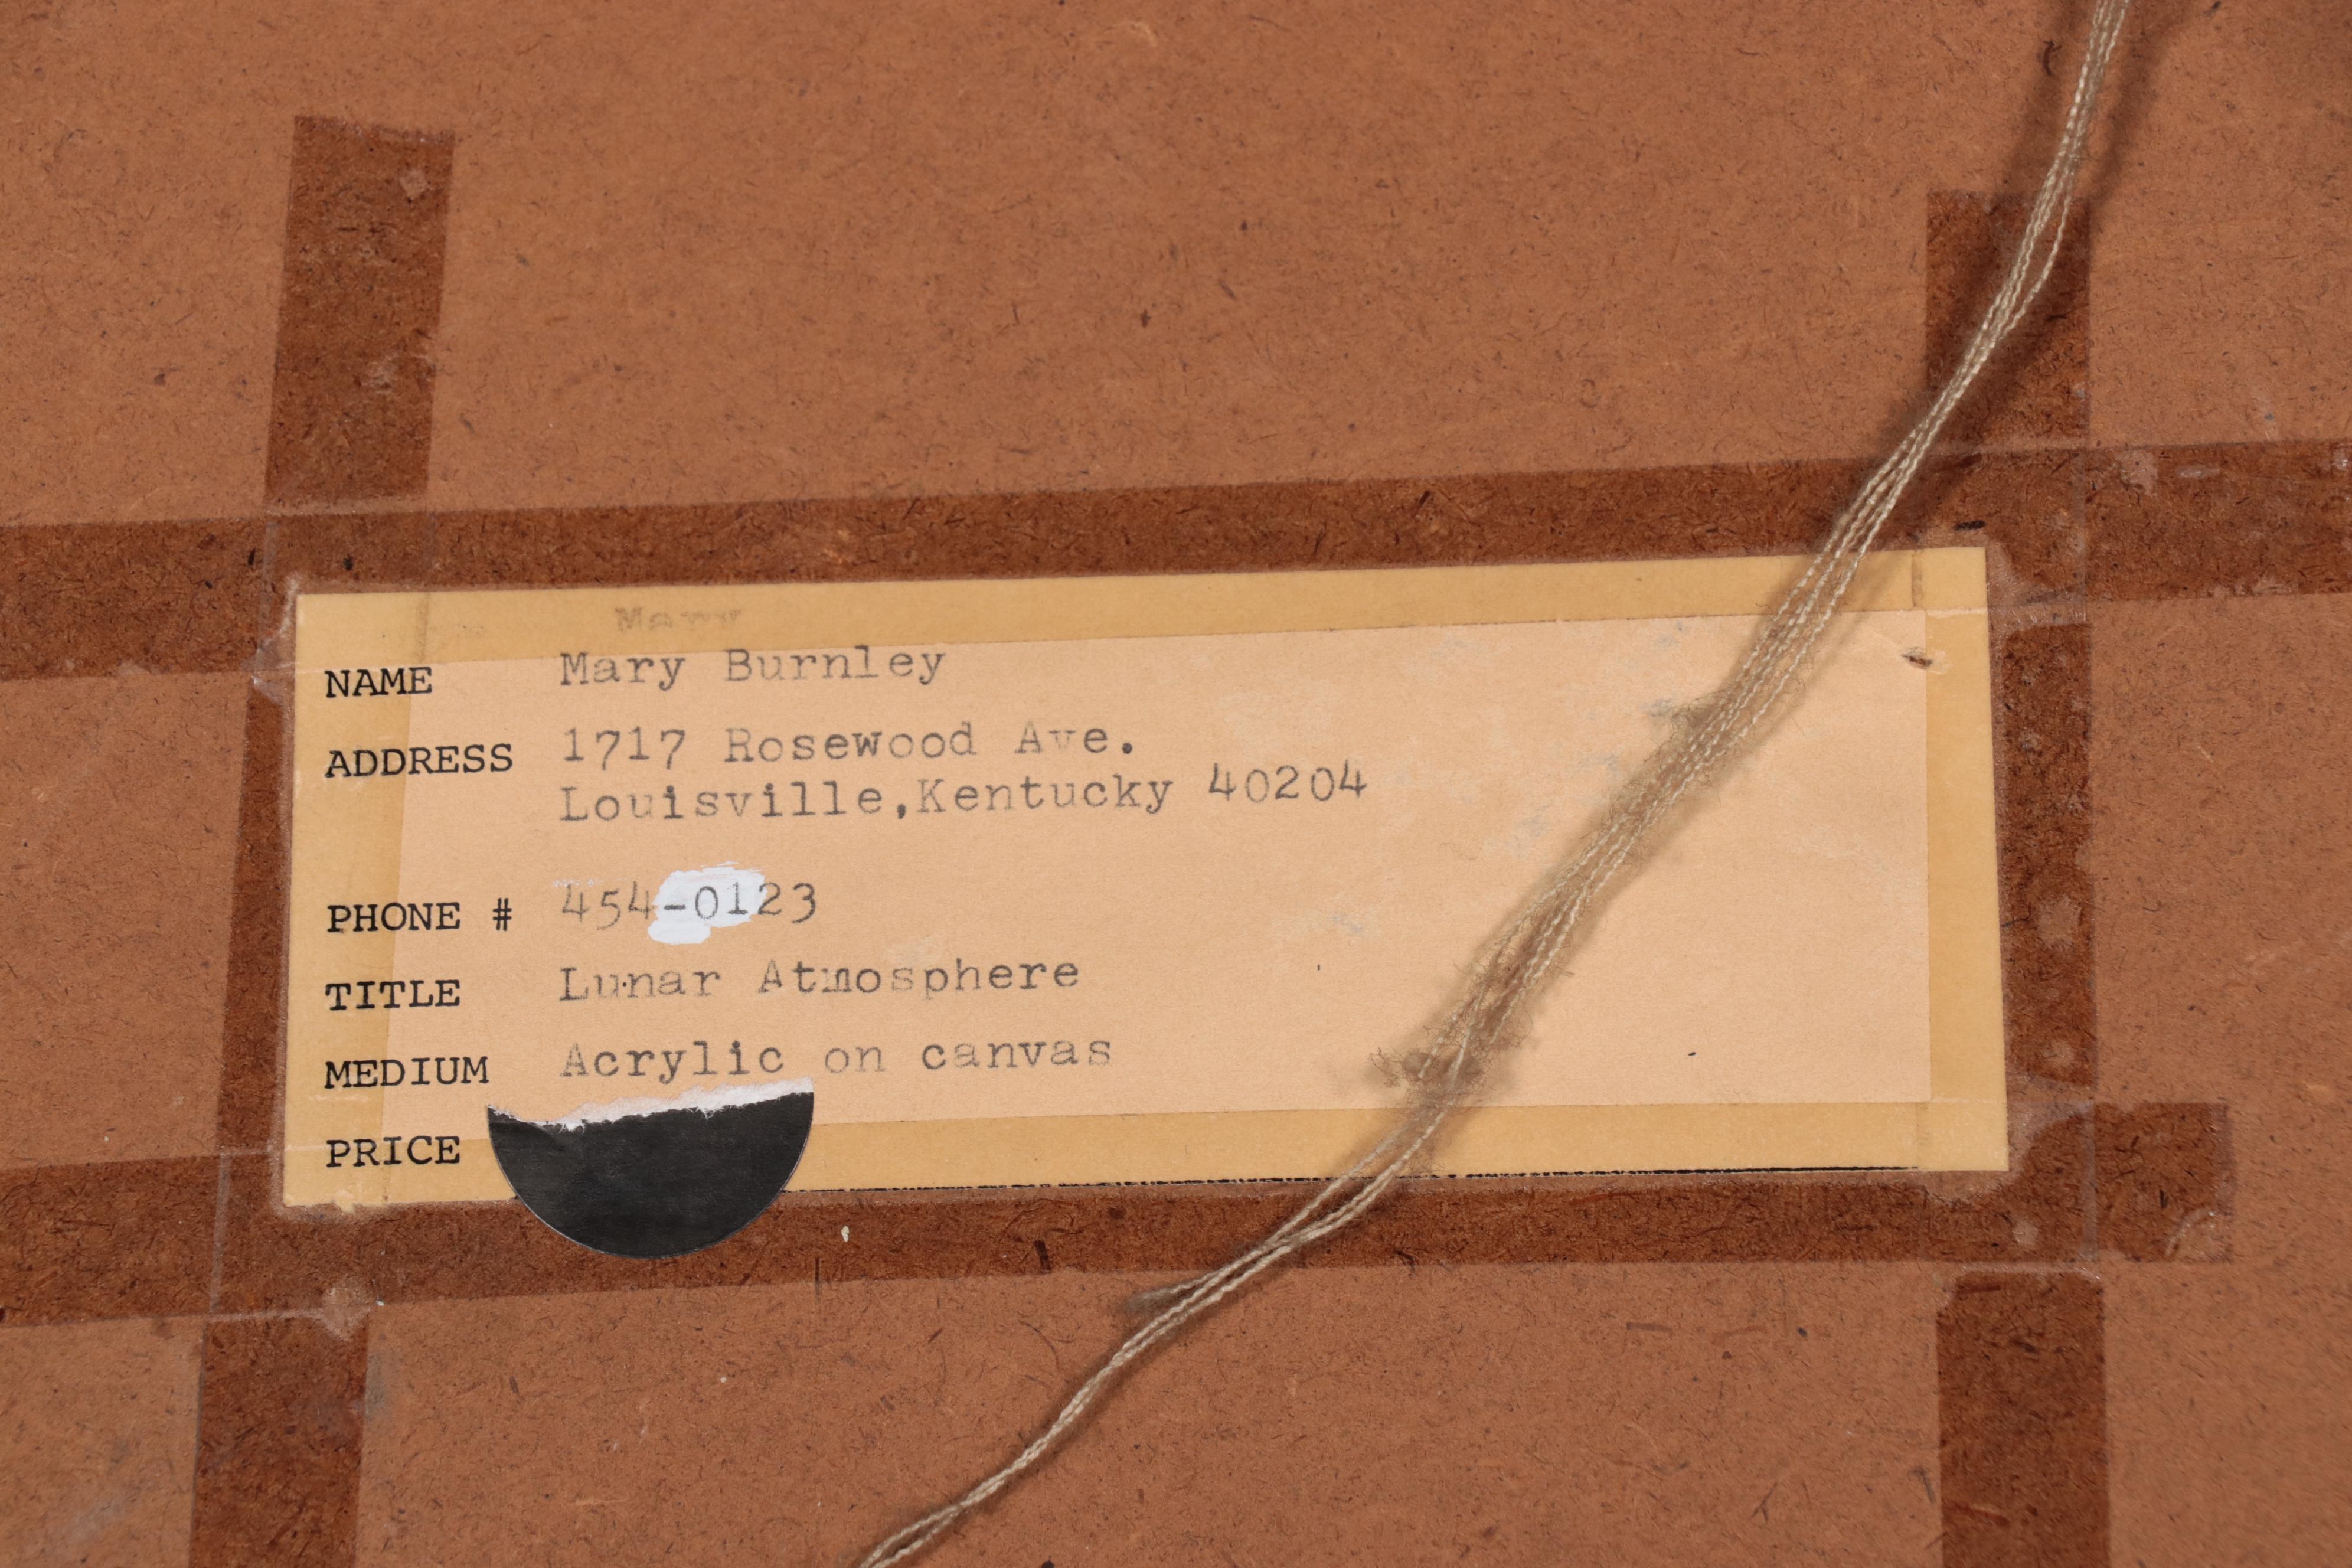 NAME Mary Burnley
ADDRESS 1717 Rosewood Ave.
Louisville,Kentucky 40204
PHONE # 454-0123
TITLE Lunar Atmosphere
MEDIUM Acrylic on canvas
PRICE